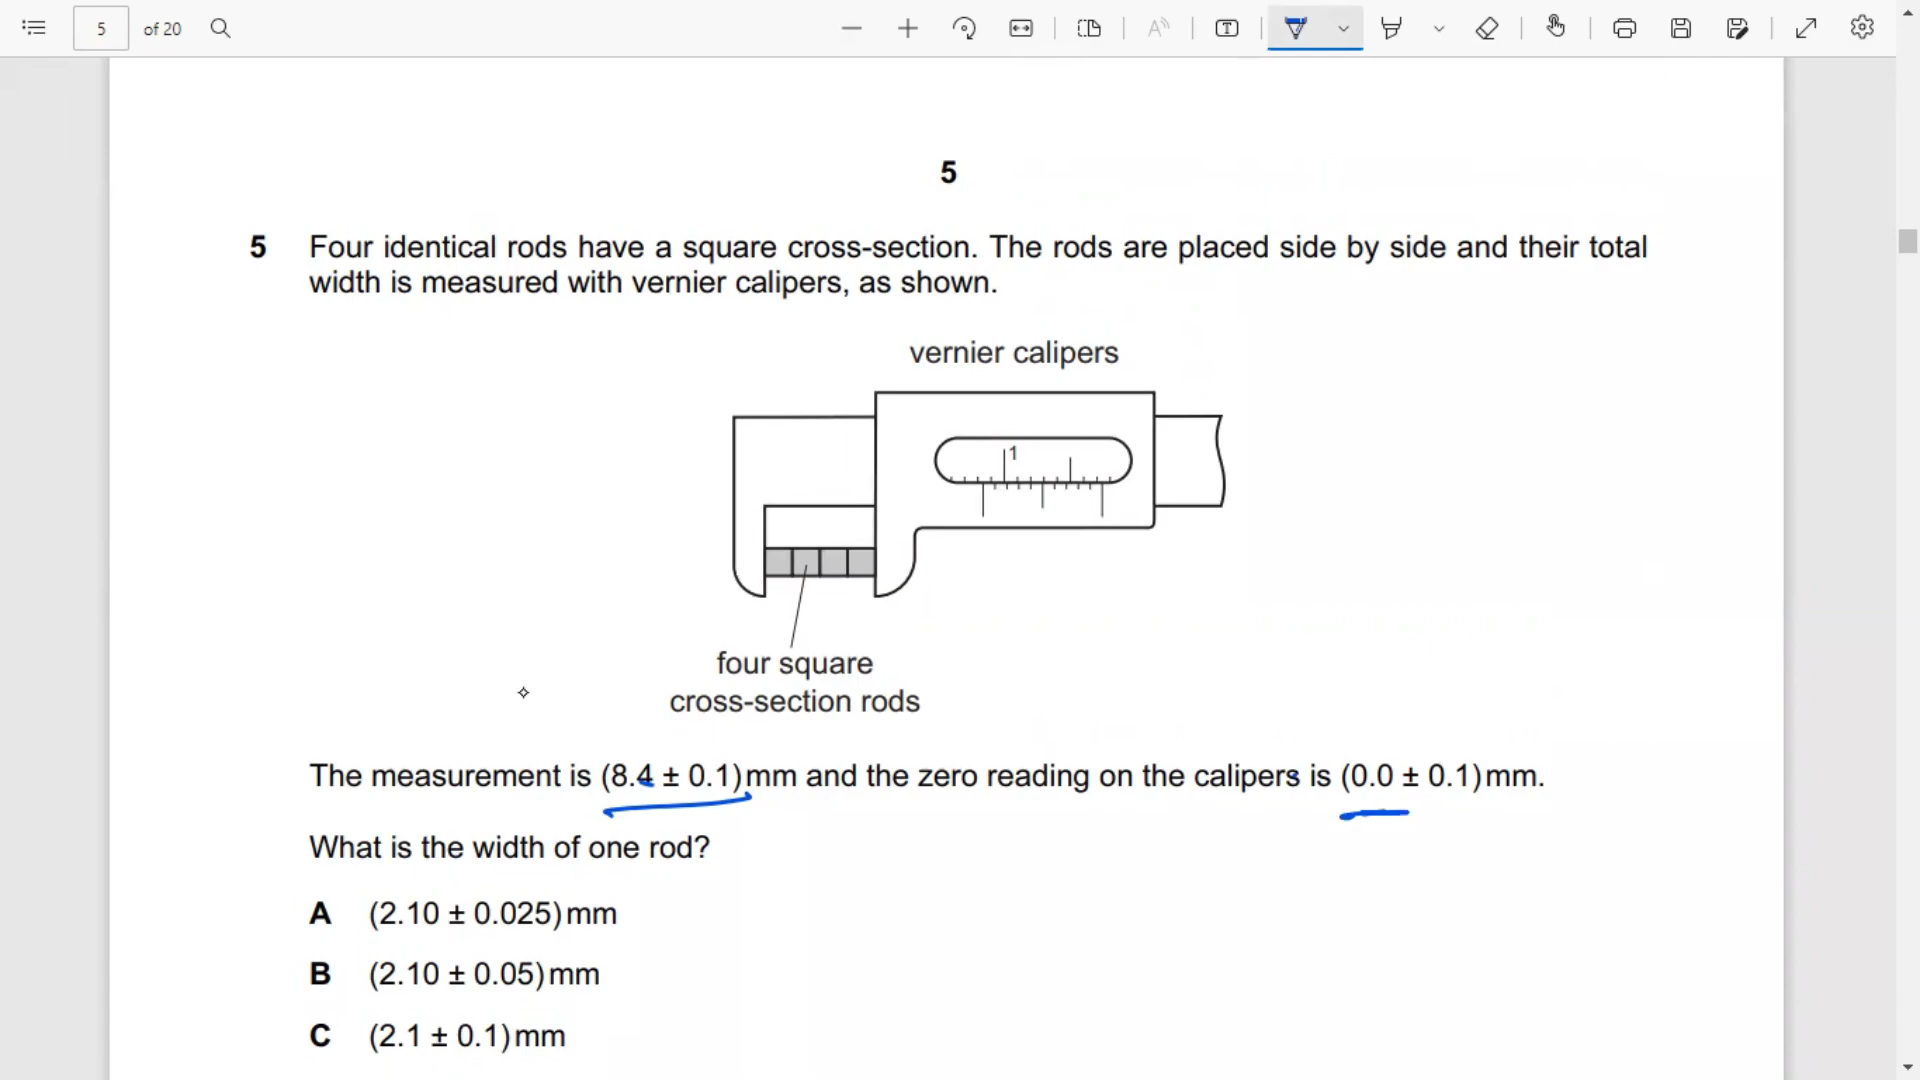 5
of 20
5
5 Four identical rods have a square cross-section. The rods are placed side by side and their total
width is measured with vernier calipers, as shown.
vernier calipers
1
four square
cross-section rods
The measurement is (8.4 ± 0.1) mm and the zero reading on the calipers is (0.0 ± 0.1) mm.
What is the width of one rod?
A (2.10 ± 0.025) mm
B (2.10 ± 0.05) mm
C (2.1 ± 0.1) mm